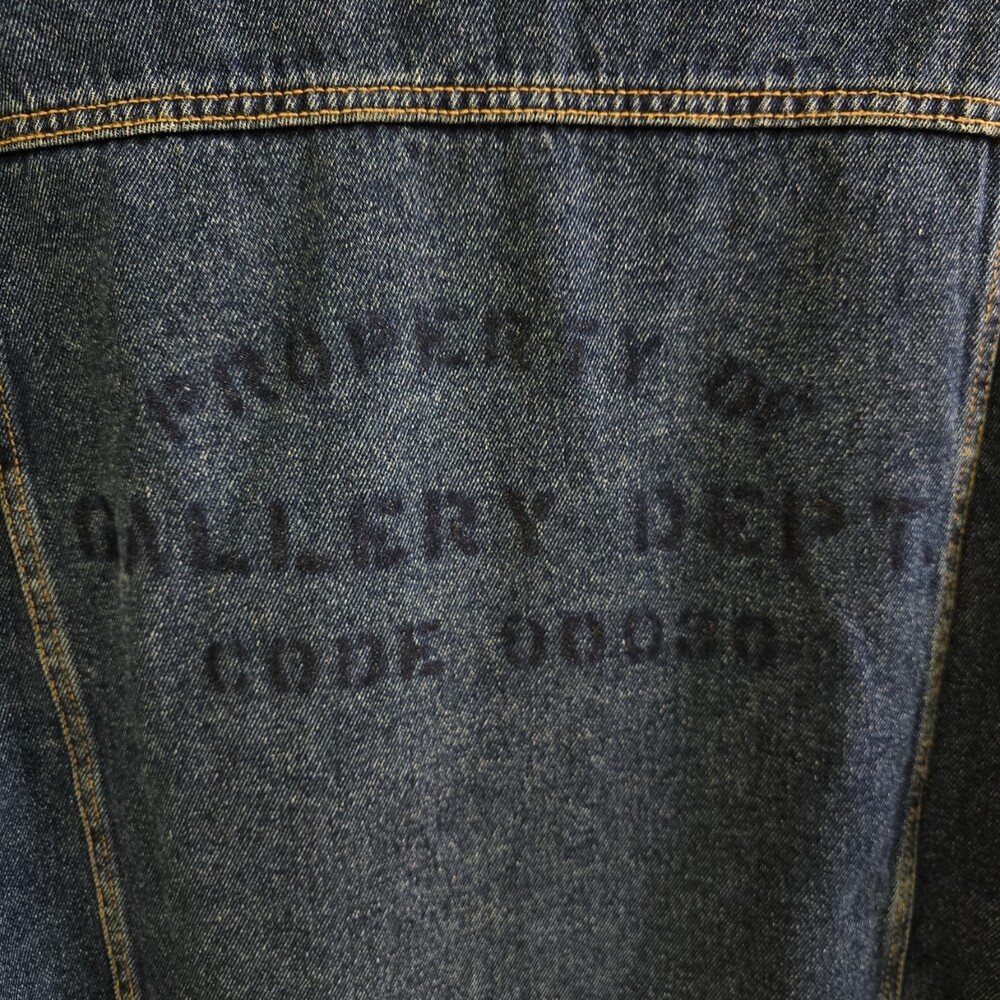 PROPERTY OF
GALLERY DEPT.
CODE 00030